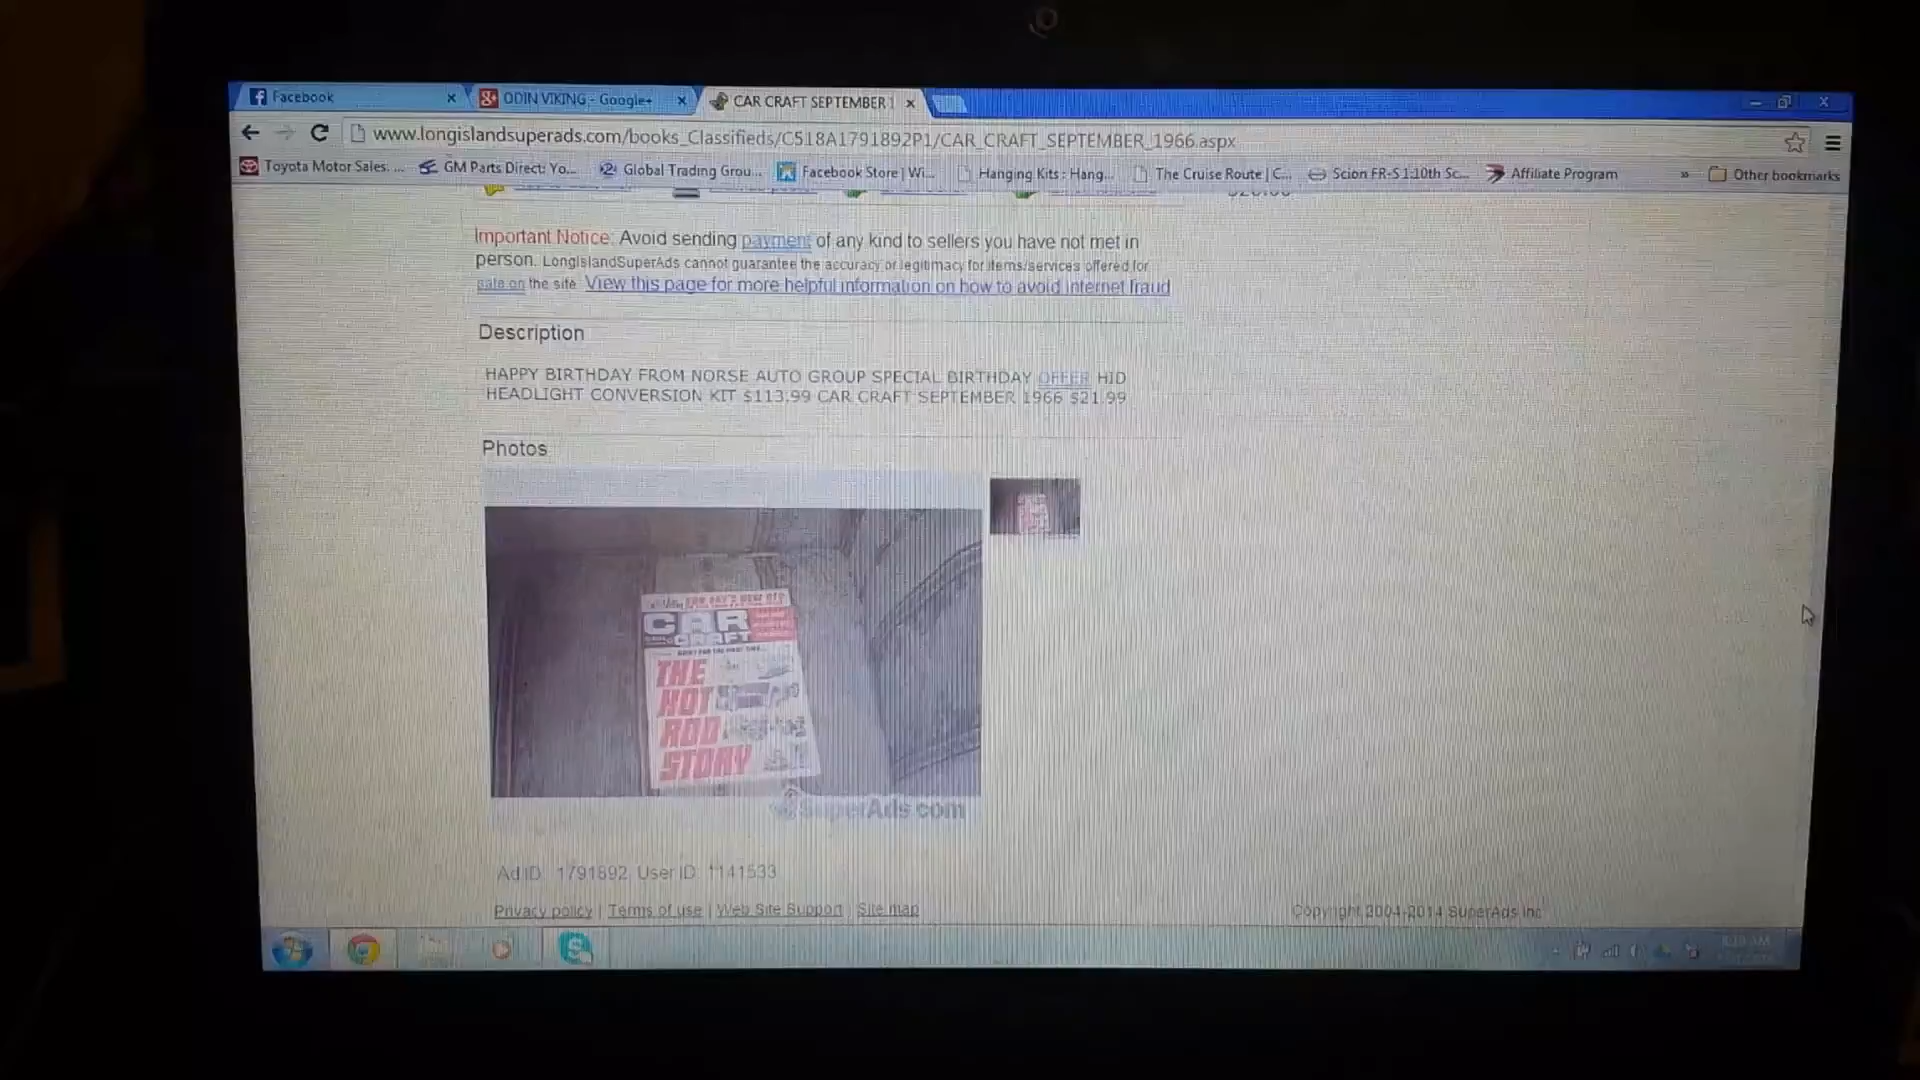 Facebook
ODIN VIKING - Google+
CAR CRAFT SEPTEMBER 1
www.longislandsuperads.com/books_Classifieds/C518A1791892P1/CAR_CRAFT_SEPTEMBER_1966.aspx
Toyota Motor Sales. ... GM Parts Direct: Yo... Global Trading Grou... Facebook Store | Wi... Hanging Kits : Hang... The Cruise Route | C... Scion FR-S 1:10th Sc... Affiliate Program » Other bookmarks
Important Notice: Avoid sending payment of any kind to sellers you have not met in
person. LongIslandSuperAds cannot guarantee the accuracy or legitimacy for items/services offered for
sale on the site. View this page for more helpful information on how to avoid Internet fraud
Description
HAPPY BIRTHDAY FROM NORSE AUTO GROUP SPECIAL BIRTHDAY OFFER HID
HEADLIGHT CONVERSION KIT $113.99 CAR CRAFT SEPTEMBER 1966 $21.99
Photos
CAR
CRAFT
THE
HOT
ROD
STORY
SuperAds.com
Ad ID: 1791892 User ID: 1141533
Privacy policy | Terms of use | Web Site Support | Site map
Copyright 2004-2014 SuperAds Inc